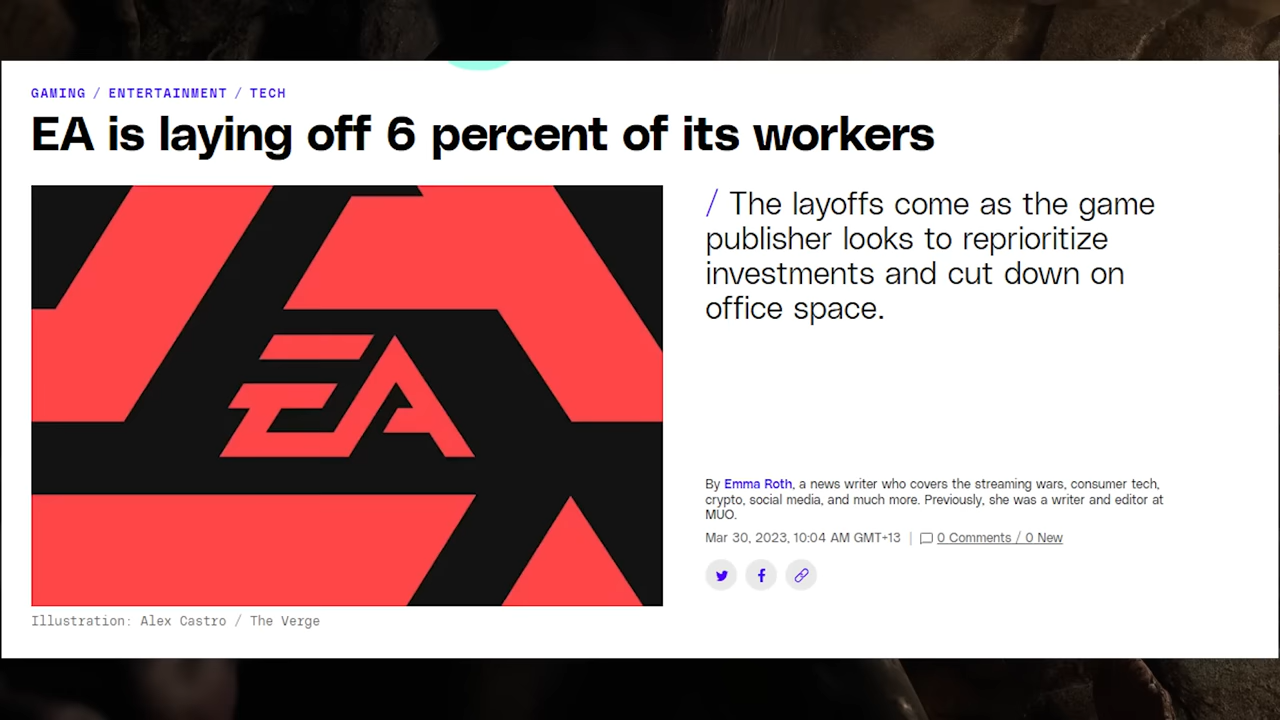 GAMING / ENTERTAINMENT / TECH
EA is laying off 6 percent of its workers
/ The layoffs come as the game
publisher looks to reprioritize
investments and cut down on
office space.
EA
By Emma Roth, a news writer who covers the streaming wars, consumer tech,
crypto, social media, and much more. Previously, she was a writer and editor at
MUO.
Mar 30, 2023, 10:04 AM GMT+13 | 0 Comments / 0 New
Illustration: Alex Castro / The Verge